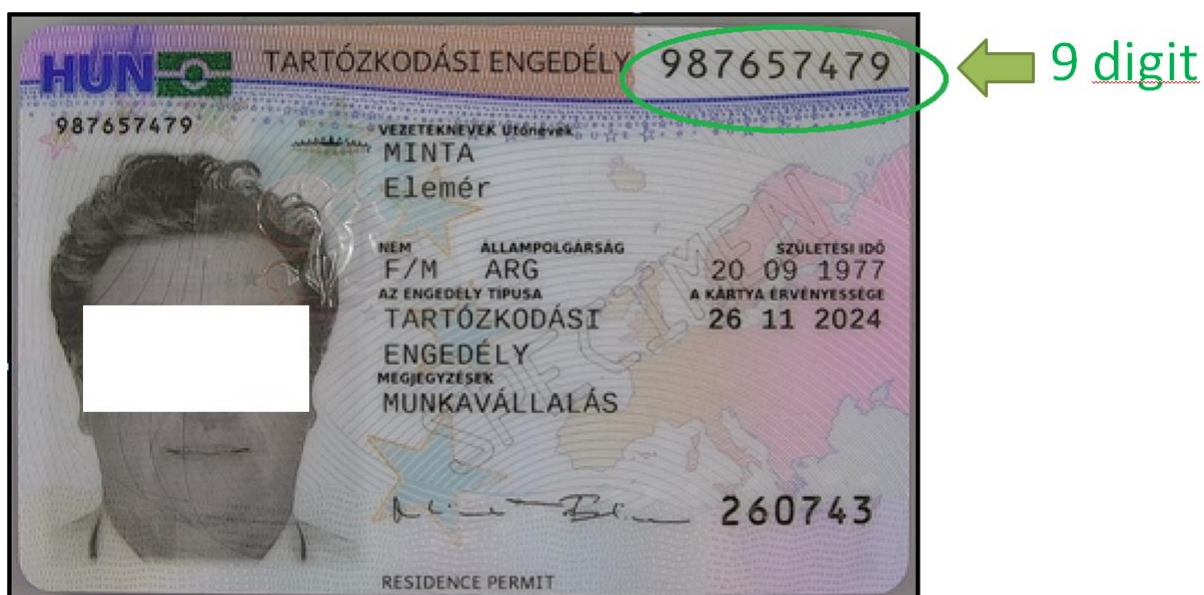 HUN
TARTÓZKODÁSI ENGEDÉLY 987657479
9 digit
987657479
VEZETEKNEVEK Utónevek
MINTA
Elemér
NEM ÁLLAMPOLGÁRSÁG SZÜLETÉSI IDŐ
F/M ARG 20 09 1977
AZ ENGEDÉLY TÍPUSA A KÁRTYA ÉRVÉNYESSÉGE
TARTÓZKODÁSI 26 11 2024
ENGEDÉLY
MEGJEGYZÉSEK
MUNKAVÁLLALÁS
SPECIMEN
260743
RESIDENCE PERMIT